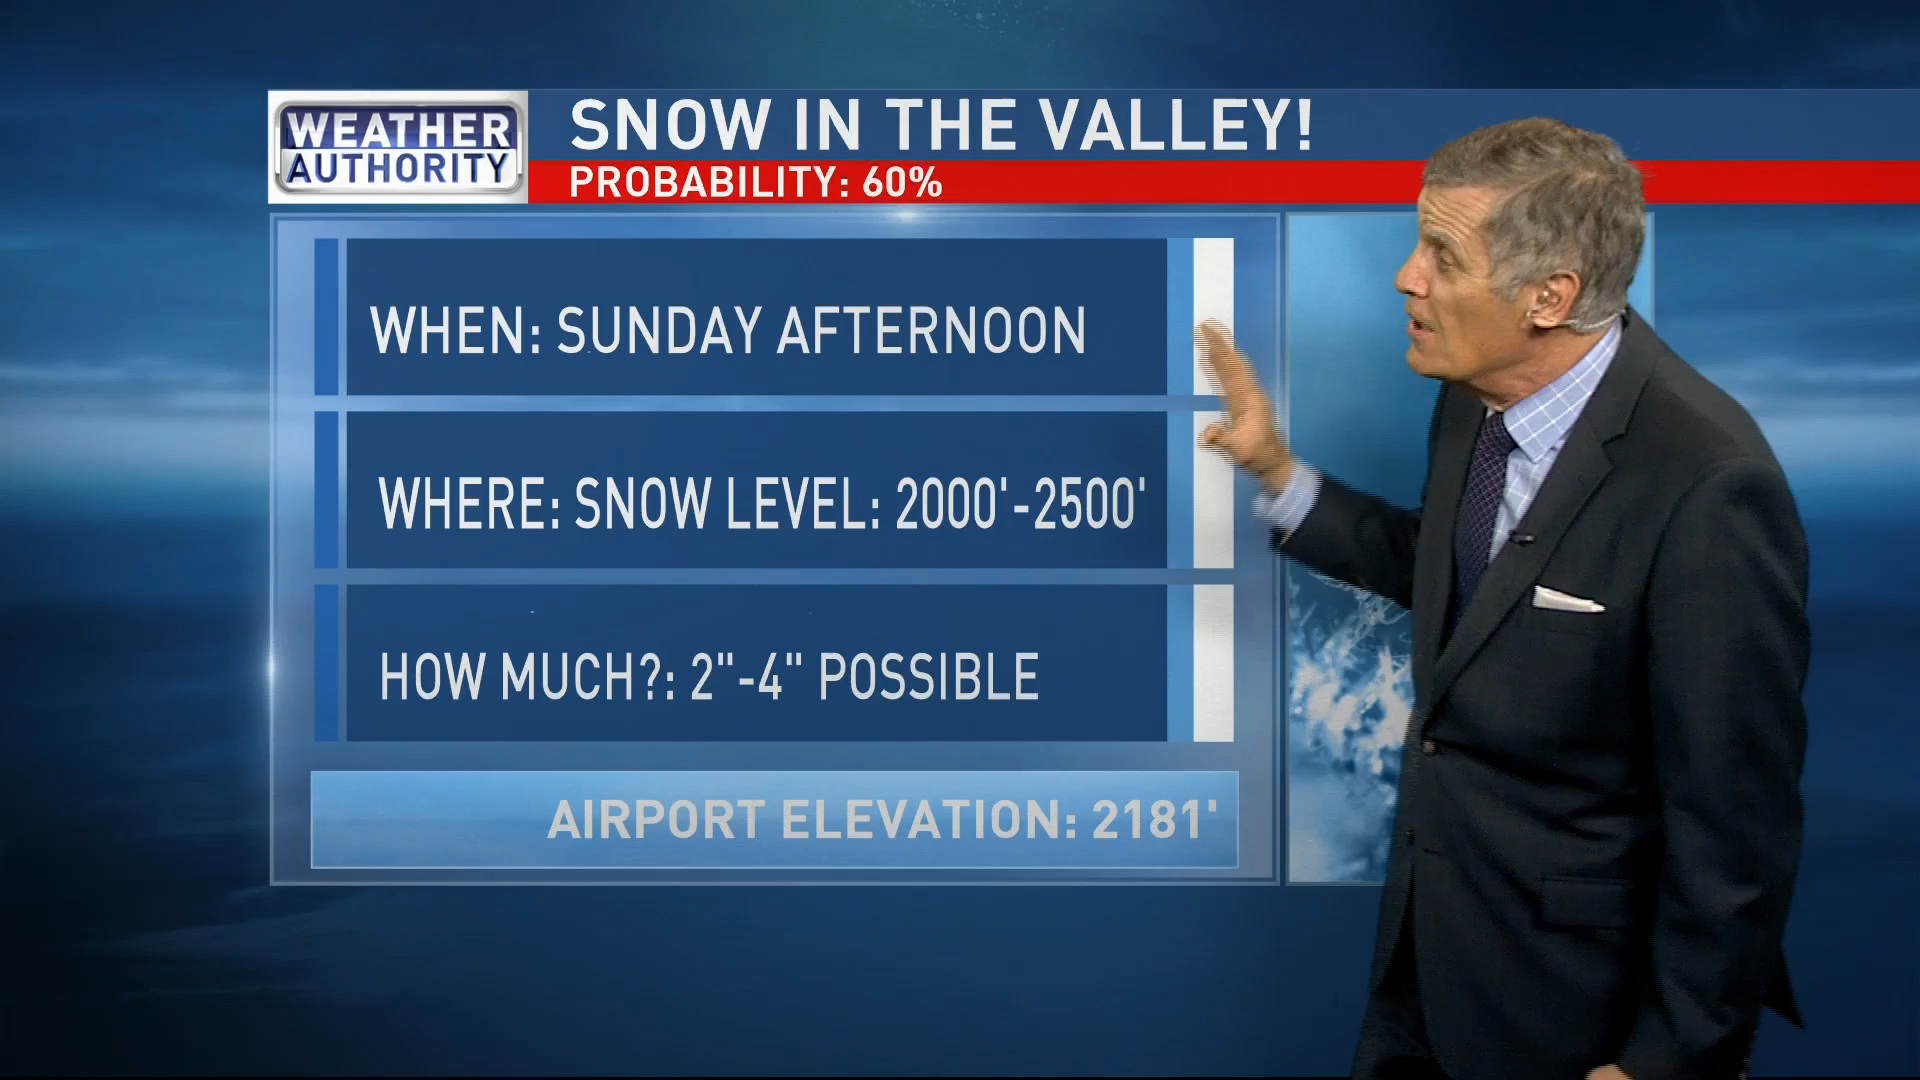 WEATHER
AUTHORITY
SNOW IN THE VALLEY!
PROBABILITY: 60%
WHEN: SUNDAY AFTERNOON
WHERE: SNOW LEVEL: 2000'-2500'
HOW MUCH?: 2"-4" POSSIBLE
AIRPORT ELEVATION: 2181'